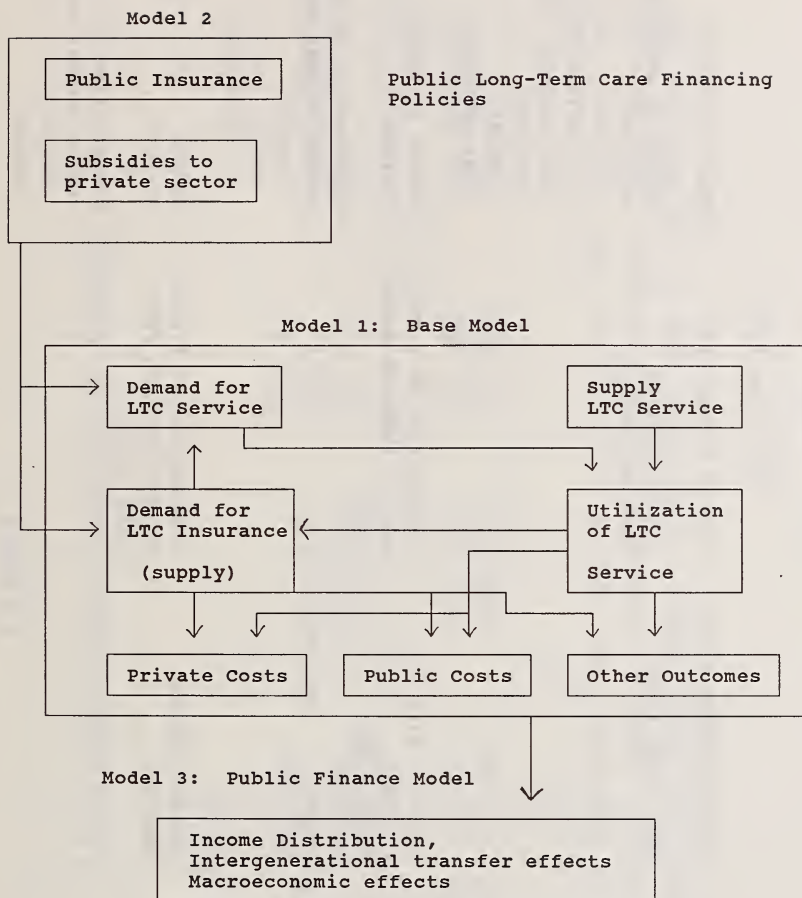 Model 2
Public Insurance
Public Long-Term Care Financing
Policies
Subsidies to
private sector
Model 1: Base Model
Demand for
LTC Service
Supply
LTC Service
Demand for
LTC Insurance
(supply)
Utilization
of LTC
Service
Private Costs
Public Costs
Other Outcomes
Model 3: Public Finance Model
Income Distribution,
Intergenerational transfer effects
Macroeconomic effects